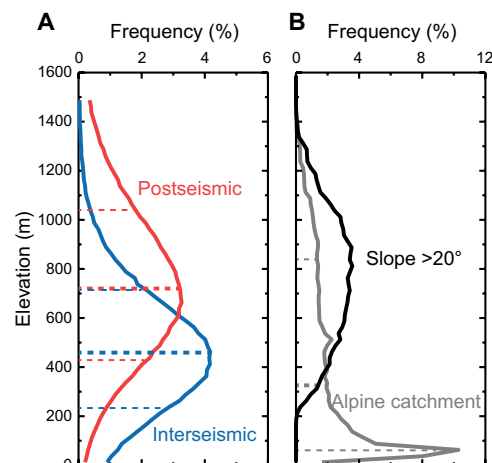 A
Frequency (%)
B
Frequency (%)
0 2 4 6
0 4 8 12
1600
1400
1200
1000
800
600
400
200
0
Elevation (m)
Postseismic
Interseismic
Slope >20°
Alpine catchment